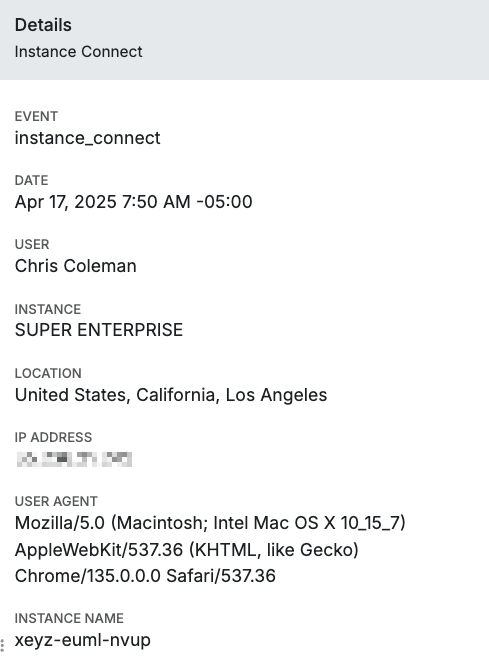 Details
Instance Connect
EVENT
instance_connect
DATE
Apr 17, 2025 7:50 AM -05:00
USER
Chris Coleman
INSTANCE
SUPER ENTERPRISE
LOCATION
United States, California, Los Angeles
IP ADDRESS
USER AGENT
Mozilla/5.0 (Macintosh; Intel Mac OS X 10_15_7)
AppleWebKit/537.36 (KHTML, like Gecko)
Chrome/135.0.0.0 Safari/537.36
INSTANCE NAME
xeyz-euml-nvup